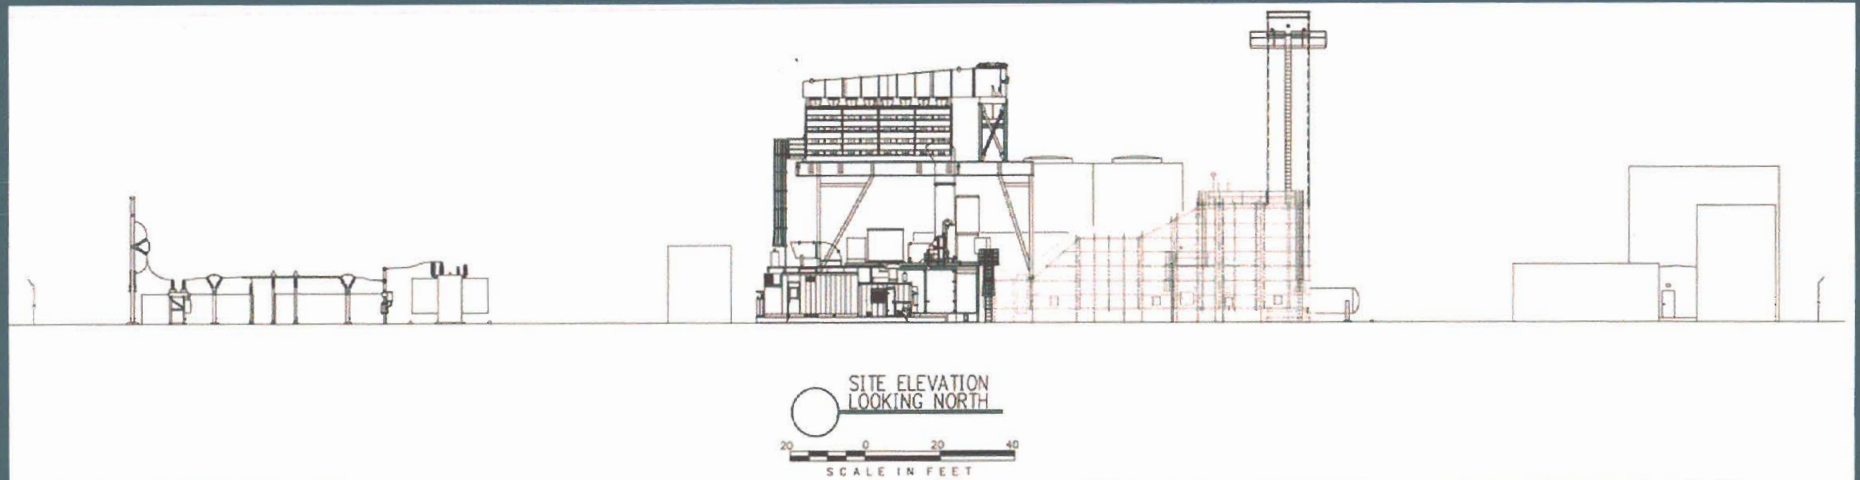 SITE ELEVATION
LOOKING NORTH
20 0 20 40
SCALE IN FEET